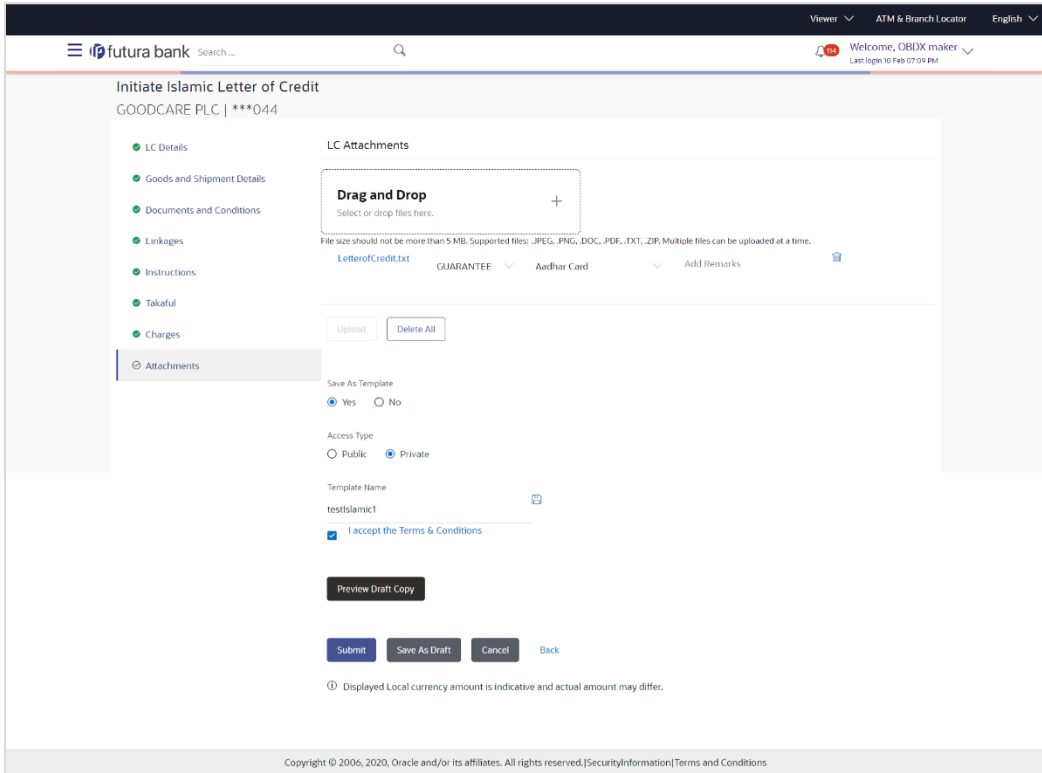 Viewer ATM & Branch Locator English
futura bank Search ... 114 Welcome, OBDX maker
Last login 10 Feb 07:09 PM
Initiate Islamic Letter of Credit
GOODCARE PLC | ***044
LC Details
Goods and Shipment Details
Documents and Conditions
Linkages
Instructions
Takaful
Charges
Attachments
LC Attachments
Drag and Drop
Select or drop files here.
File size should not be more than 5 MB. Supported files: .JPEG, .PNG, .DOC, .PDF, .TXT, .ZIP. Multiple files can be uploaded at a time.
LetterofCredit.txt GUARANTEE Aadhar Card Add Remarks
Upload Delete All
Save As Template
Yes No
Access Type
Public Private
Template Name
testIslamic1
I accept the Terms & Conditions
Preview Draft Copy
Submit Save As Draft Cancel Back
Displayed Local currency amount is indicative and actual amount may differ.
Copyright © 2006, 2020, Oracle and/or its affiliates. All rights reserved.|SecurityInformation|Terms and Conditions